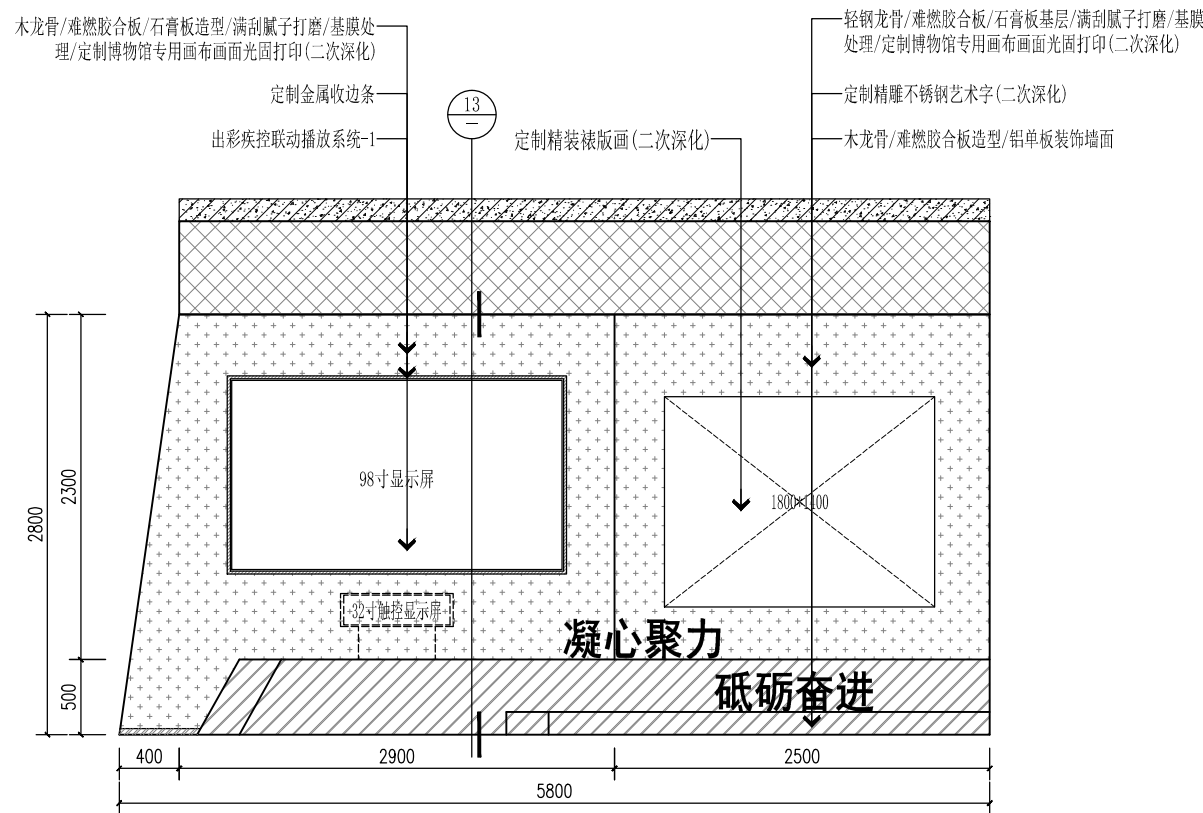 木龙骨/难燃胶合板/石膏板造型/满刮腻子打磨/基膜处
理/定制博物馆专用画布画面光固打印(二次深化)
定制金属收边条
出彩疾控联动播放系统-1
13
—
定制精装裱版画(二次深化)
轻钢龙骨/难燃胶合板/石膏板基层/满刮腻子打磨/基膜
处理/定制博物馆专用画布画面光固打印(二次深化)
定制精雕不锈钢艺术字(二次深化)
木龙骨/难燃胶合板造型/铝单板装饰墙面
98寸显示屏
1800*1400
32寸触控显示屏
凝心聚力
砥砺奋进
2800
2300
500
400
2900
2500
5800